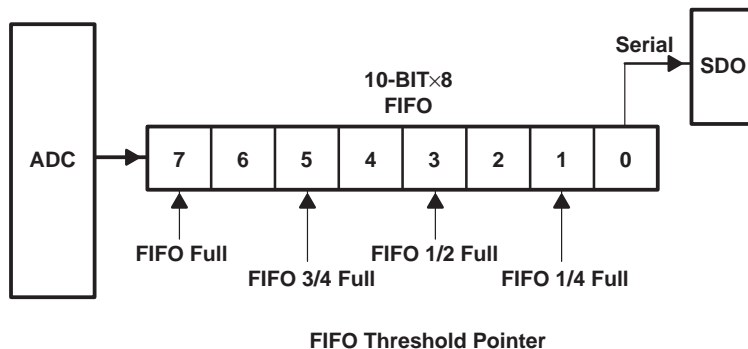 Serial
SDO
10-BIT×8
FIFO
ADC
7 6 5 4 3 2 1 0
FIFO Full
FIFO 1/2 Full
FIFO 3/4 Full
FIFO 1/4 Full
FIFO Threshold Pointer